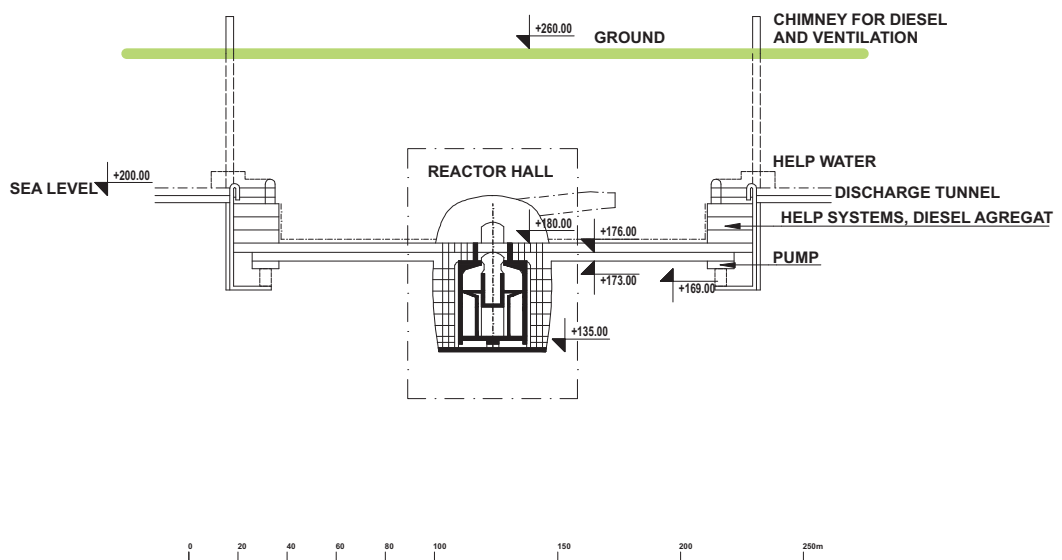 CHIMNEY FOR DIESEL
AND VENTILATION
+260.00
GROUND
HELP WATER
REACTOR HALL
+200.00
SEA LEVEL
DISCHARGE TUNNEL
HELP SYSTEMS, DIESEL AGREGAT
+180.00
+176.00
PUMP
+173.00
+169.00
+135.00
0 20 40 60 80 100 150 200 250m